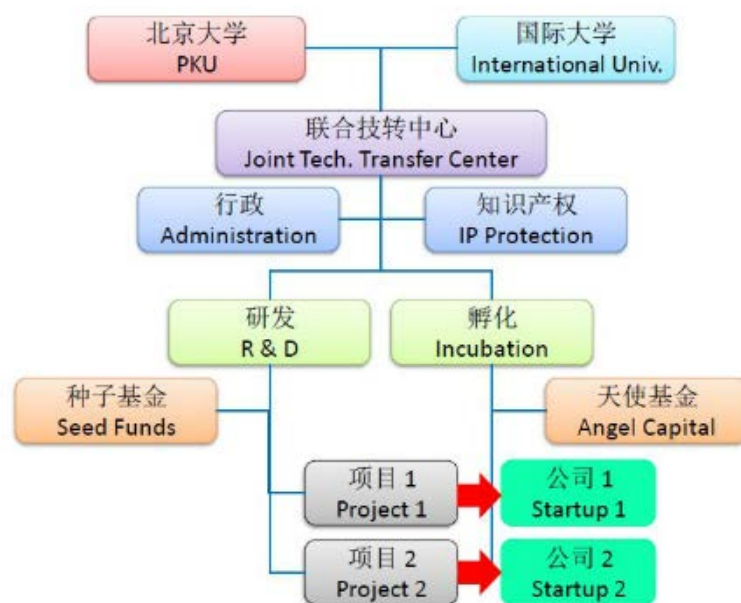 北京大学
PKU
国际大学
International Univ.
联合技转中心
Joint Tech. Transfer Center
行政
Administration
知识产权
IP Protection
研发
R & D
孵化
Incubation
种子基金
Seed Funds
天使基金
Angel Capital
项目 1
Project 1
公司 1
Startup 1
项目 2
Project 2
公司 2
Startup 2